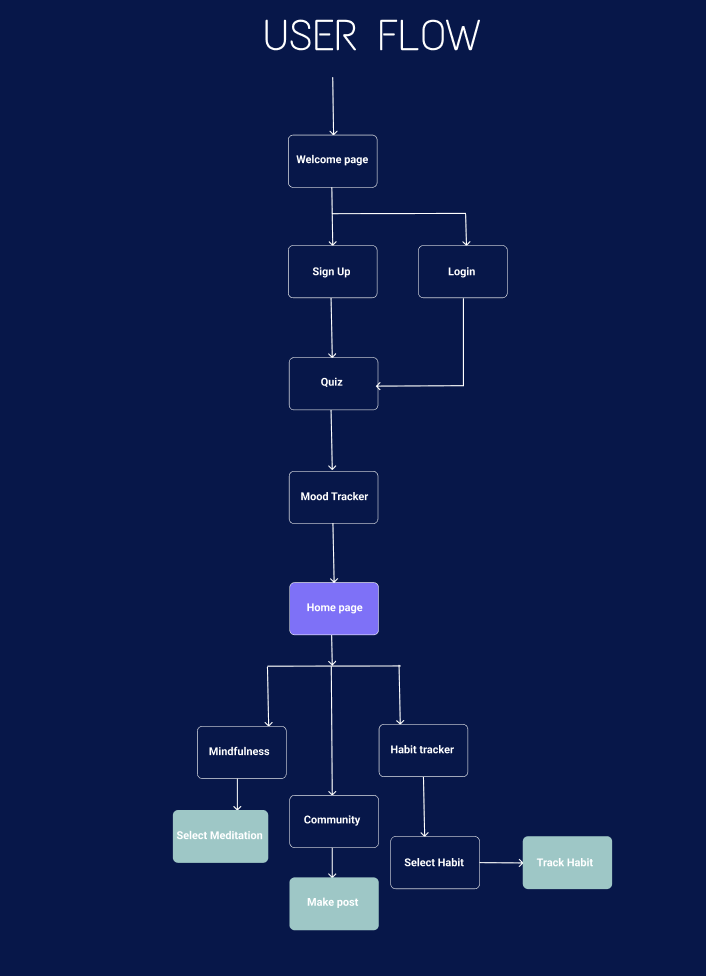 USER FLOW
Welcome page
Sign Up
Login
Quiz
Mood Tracker
Home page
Mindfulness
Habit tracker
Select Meditation
Community
Select Habit
Track Habit
Make post